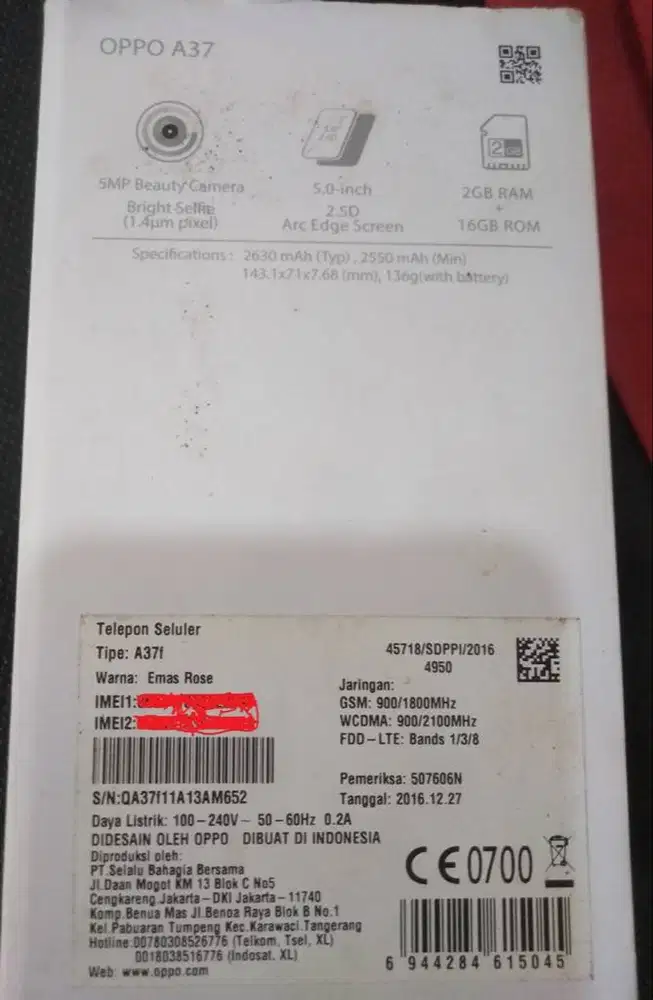 OPPO A37
5MP Beauty Camera
Bright Selfie
(1.4μm pixel)
5.0-inch
2.5D
Arc Edge Screen
2GB
2GB RAM
+
16GB ROM
Specifications : 2630 mAh (Typ) , 2550 mAh (Min)
143.1x71x7.68 (mm), 136g(with battery)
Telepon Seluler
Tipe: A37f
Warna: Emas Rose
IMEI1:
IMEI2:
45718/SDPPI/2016
4950
Jaringan:
GSM: 900/1800MHz
WCDMA: 900/2100MHz
FDD-LTE: Bands 1/3/8
S/N:QA37f11A13AM652
Pemeriksa: 507606N
Tanggal: 2016.12.27
Daya Listrik: 100-240V - 50-60Hz 0.2A
DIDESAIN OLEH OPPO DIBUAT DI INDONESIA
Diproduksi oleh:
PT.Selalu Bahagia Bersama
Jl.Daan Mogot KM 13 Blok C No5
Cengkareng Jakarta-DKI Jakarta-11740
Komp.Benua Mas Jl.Benoa Raya Blok B No.1
Kel.Pabuaran Tumpeng Kec.Karawaci.Tangerang
Hotline:00780308526776 (Telkom, Tsel, XL)
0018038516776 (Indosat, XL)
Web: www.oppo.com
CE0700
6 944284 615045